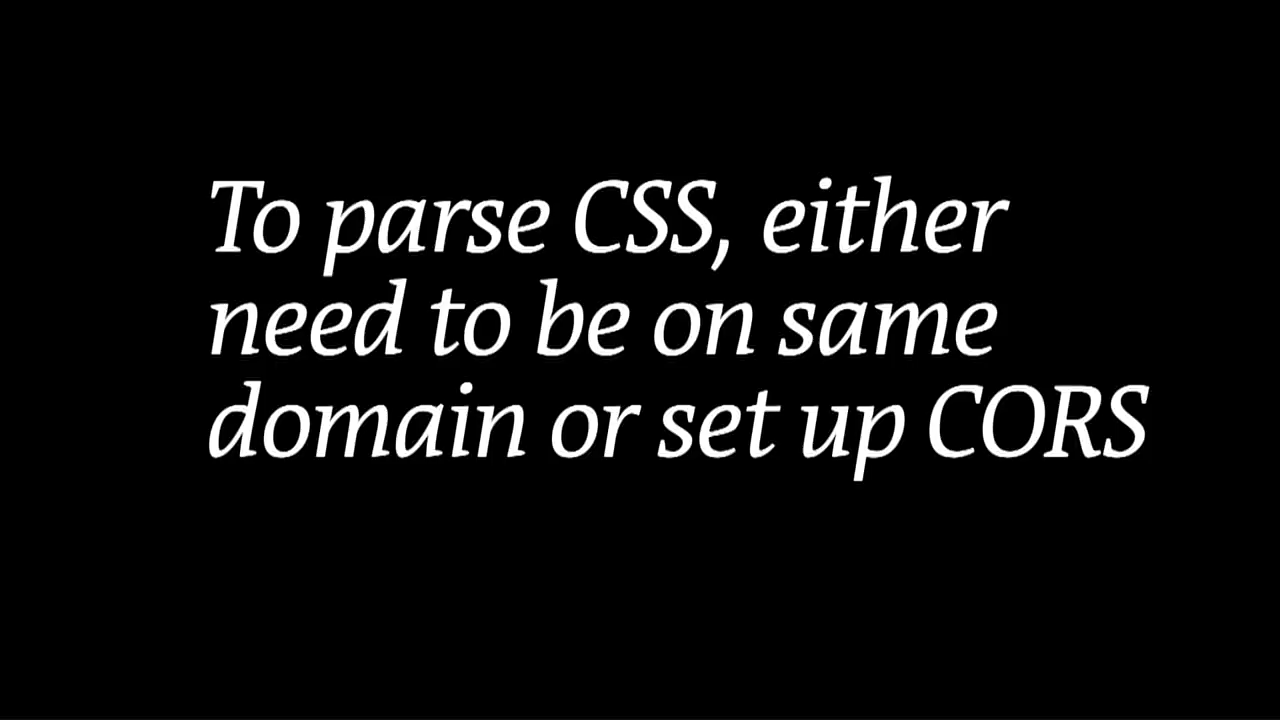 To parse CSS, either
need to be on same
domain or set up CORS